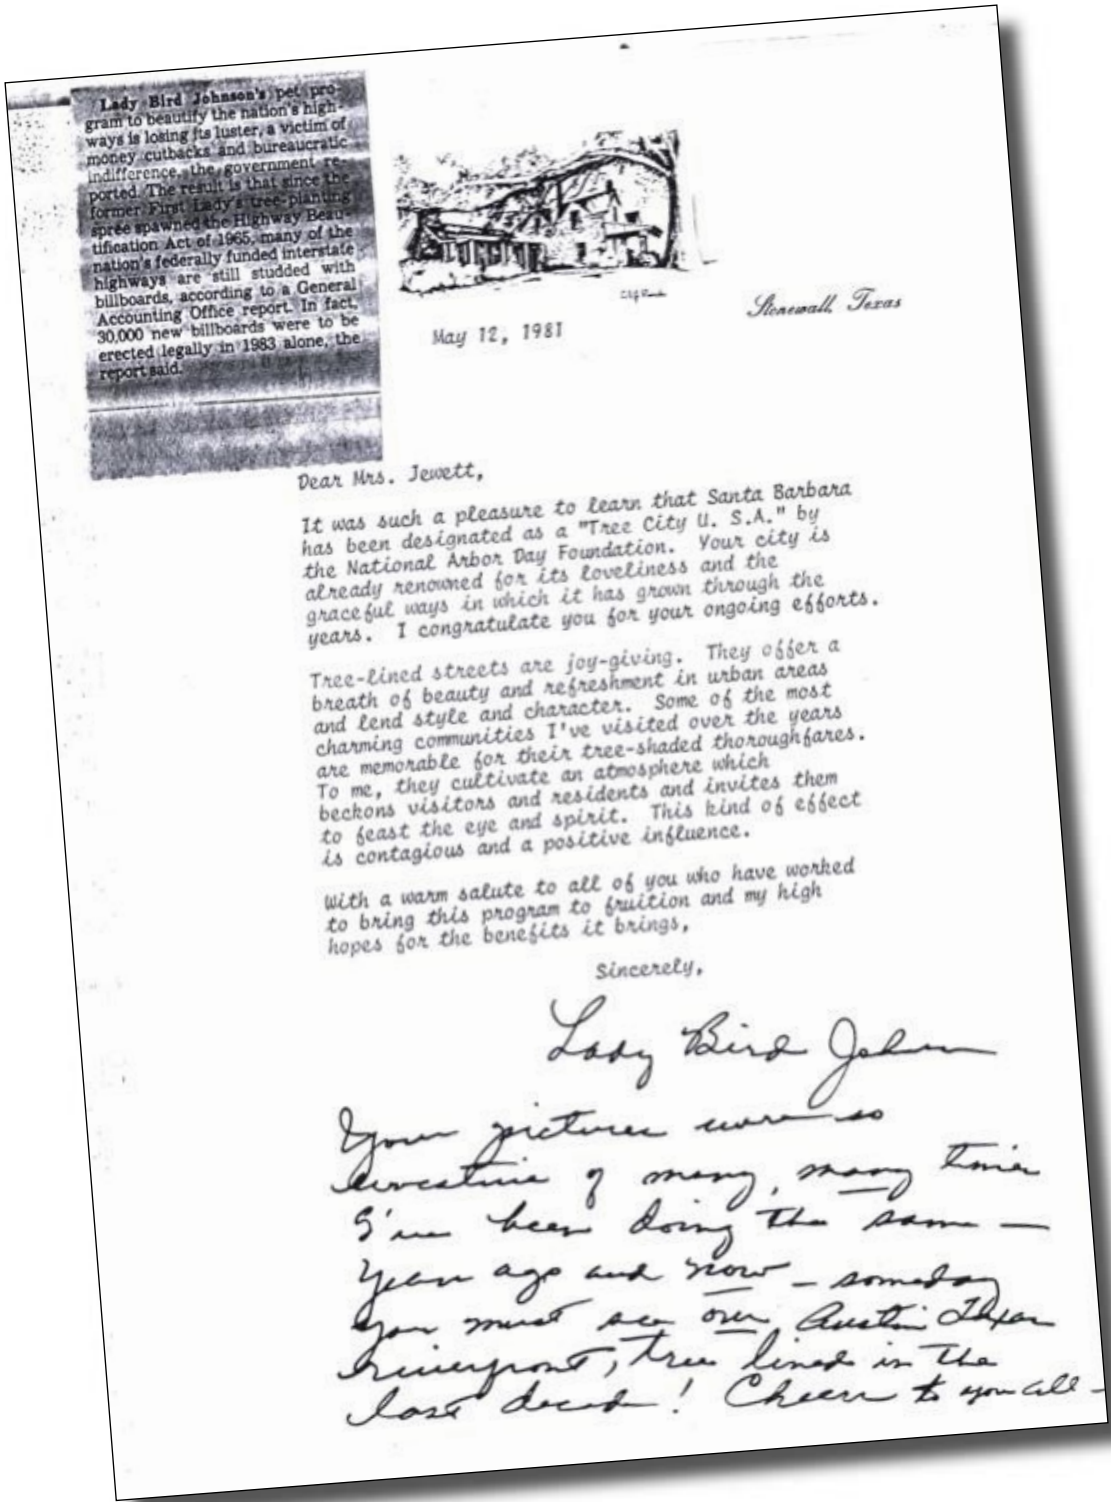 Lady Bird Johnson's pet pro-
gram to beautify the nation's high-
ways is losing its luster, a victim of
money cutbacks and bureaucratic
indifference, the government re-
ported. The result is that since the
former First Lady's tree-planting
spree spawned the Highway Beau-
tification Act of 1965, many of the
nation's federally funded interstate
highways are still studded with
billboards, according to a General
Accounting Office report. In fact,
30,000 new billboards were to be
erected legally in 1983 alone, the
report said.
Stonewall, Texas
May 12, 1981
Dear Mrs. Jewett,
It was such a pleasure to learn that Santa Barbara
has been designated as a "Tree City U. S.A." by
the National Arbor Day Foundation. Your city is
already renowned for its loveliness and the
graceful ways in which it has grown through the
years. I congratulate you for your ongoing efforts.
Tree-lined streets are joy-giving. They offer a
breath of beauty and refreshment in urban areas
and lend style and character. Some of the most
charming communities I've visited over the years
are memorable for their tree-shaded thoroughfares.
To me, they cultivate an atmosphere which
beckons visitors and residents and invites them
to feast the eye and spirit. This kind of effect
is contagious and a positive influence.
With a warm salute to all of you who have worked
to bring this program to fruition and my high
hopes for the benefits it brings,
Sincerely,
Lady Bird Johnson
Your pictures were so
evocative of many, many times
I've been doing the same —
years ago and now — someday
you must see our Austin Texas
riverfront, tree lined in the
last decade! Cheers to you all —